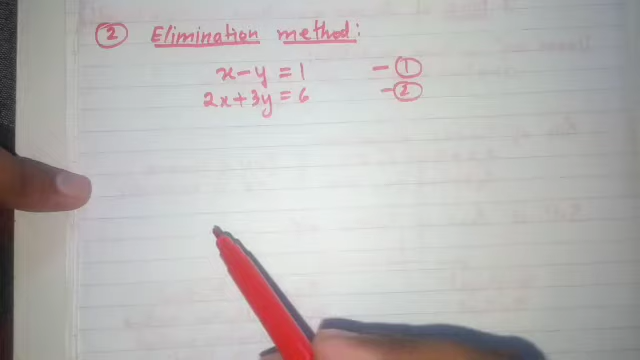 ② Elimination method:
x - y = 1 - ①
2x + 3y = 6 - ②